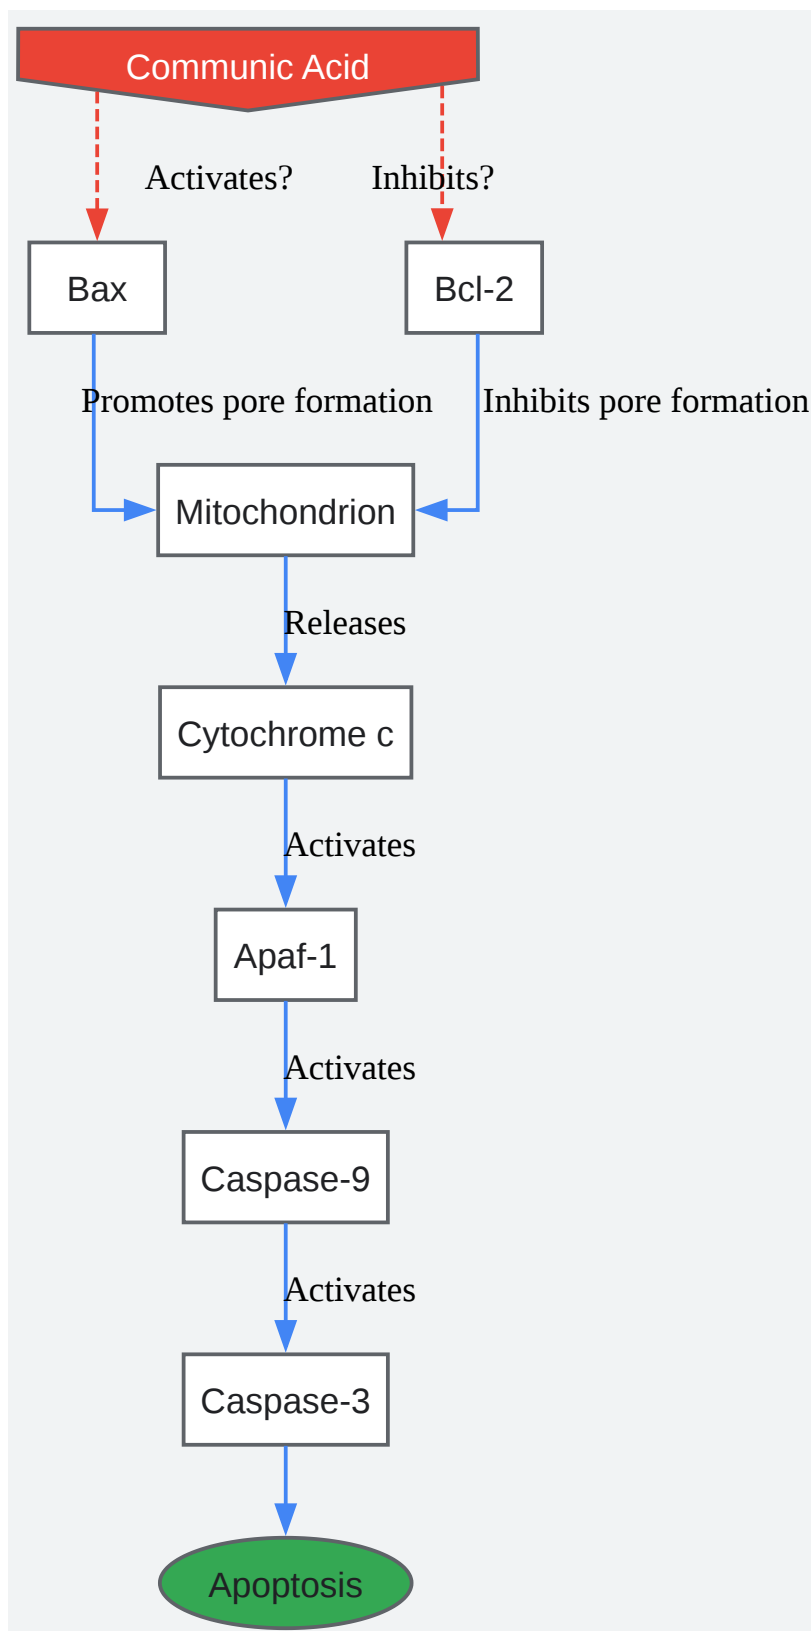 Communic Acid
Activates?
Inhibits?
Bax
Bcl-2
Promotes pore formation
Inhibits pore formation
Mitochondrion
Releases
Cytochrome c
Activates
Apaf-1
Activates
Caspase-9
Activates
Caspase-3
Apoptosis